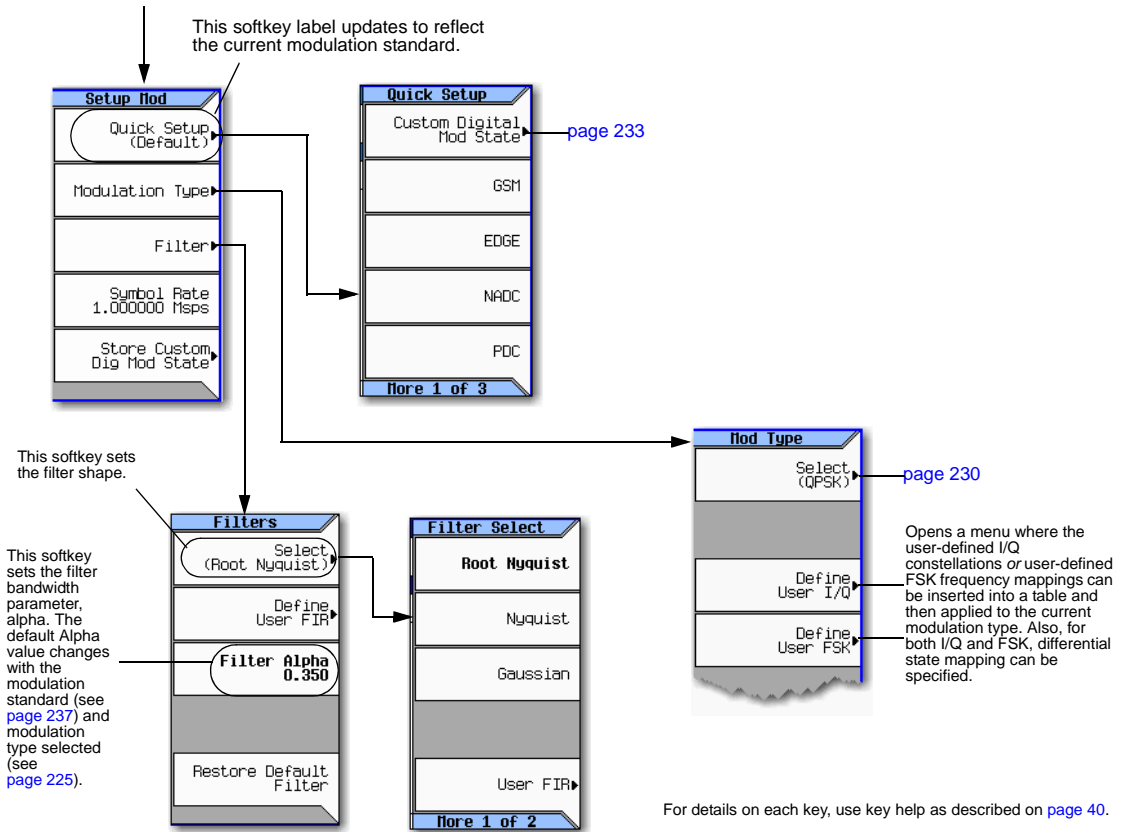 This softkey label updates to reflect
the current modulation standard.
Setup Mod
Quick Setup
(Default)
Modulation Type
Filter
Symbol Rate
1.000000 Msps
Store Custom
Dig Mod State
Quick Setup
Custom Digital
Mod State
page 233
GSM
EDGE
NADC
PDC
More 1 of 3
Mod Type
Select
(QPSK)
page 230
Define
User I/Q
Define
User FSK
Opens a menu where the
user-defined I/Q
constellations or user-defined
FSK frequency mappings can
be inserted into a table and
then applied to the current
modulation type. Also, for
both I/Q and FSK, differential
state mapping can be
specified.
This softkey sets
the filter shape.
This softkey
sets the filter
bandwidth
parameter,
alpha. The
default Alpha
value changes
with the
modulation
standard (see
page 237) and
modulation
type selected
(see
page 225).
Filters
Select
(Root Nyquist)
Define
User FIR
Filter Alpha
0.350
Restore Default
Filter
Filter Select
Root Nyquist
Nyquist
Gaussian
User FIR
More 1 of 2
For details on each key, use key help as described on page 40.